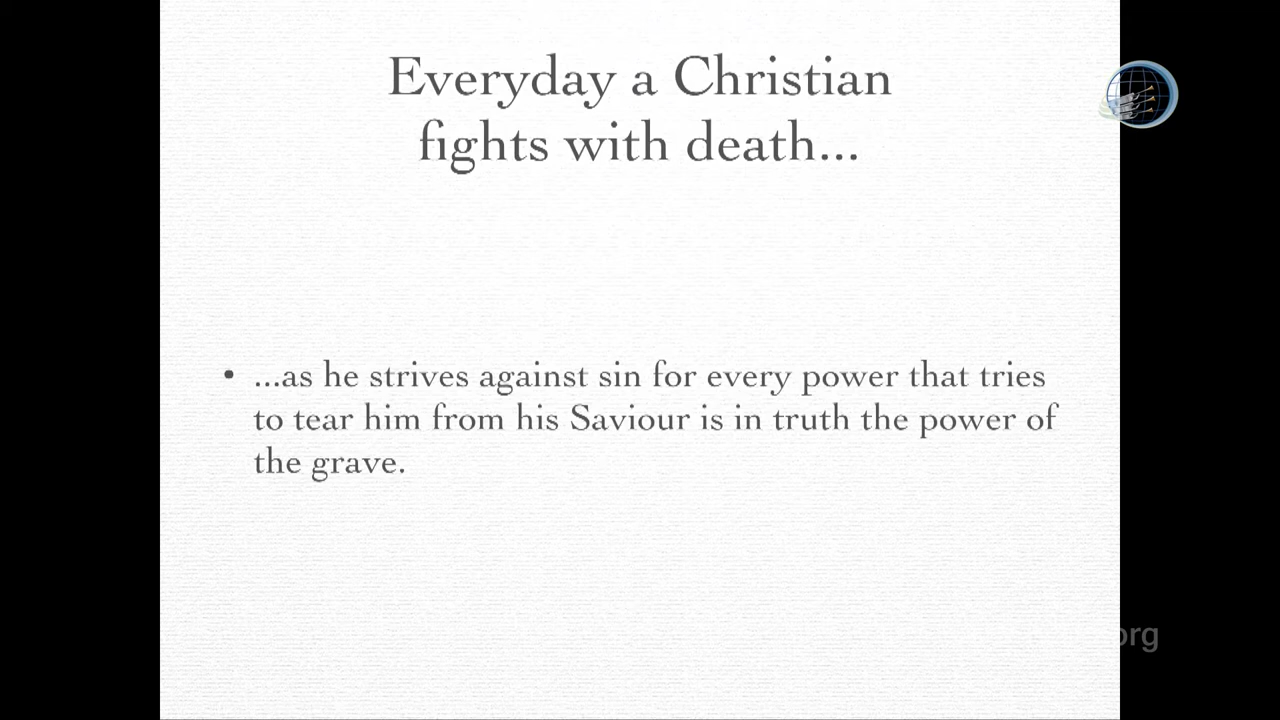 Everyday a Christian
fights with death...
• ...as he strives against sin for every power that tries
to tear him from his Saviour is in truth the power of
the grave.
org